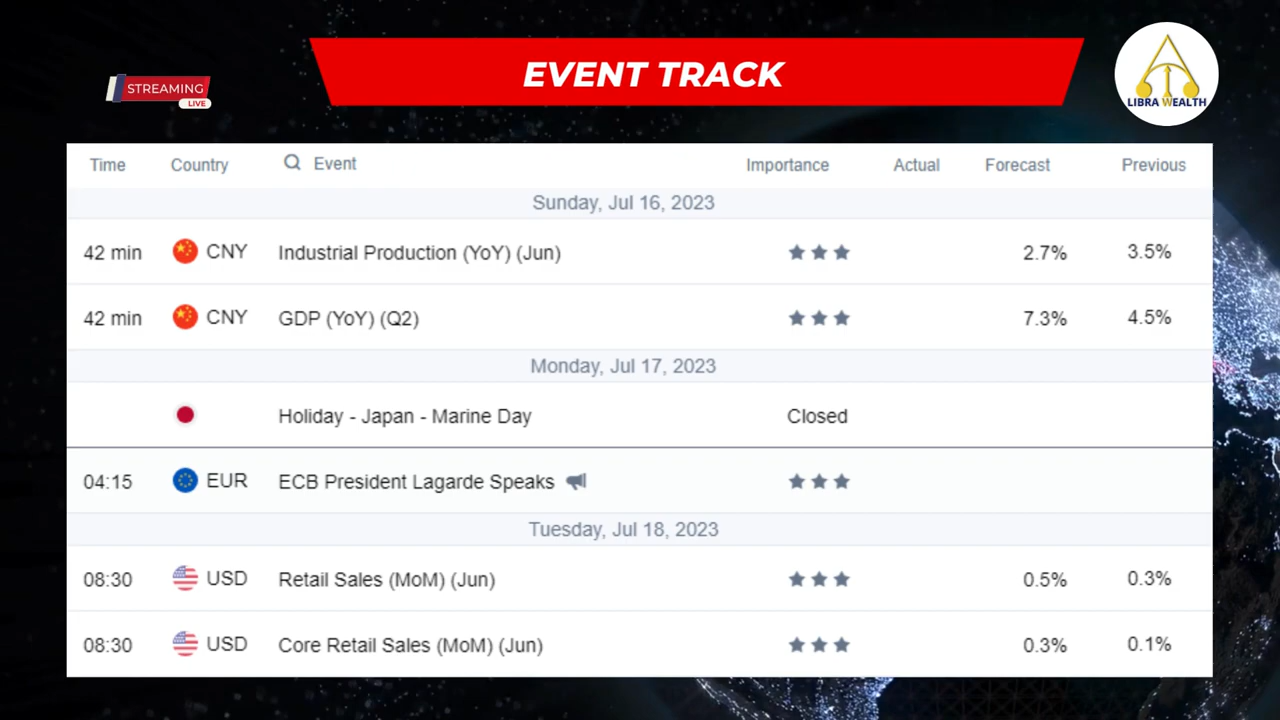 EVENT TRACK
STREAMING
LIVE
LIBRA WEALTH
Time Country Event Importance Actual Forecast Previous
Sunday, Jul 16, 2023
42 min CNY Industrial Production (YoY) (Jun) 2.7% 3.5%
42 min CNY GDP (YoY) (Q2) 7.3% 4.5%
Monday, Jul 17, 2023
Holiday - Japan - Marine Day Closed
04:15 EUR ECB President Lagarde Speaks
Tuesday, Jul 18, 2023
08:30 USD Retail Sales (MoM) (Jun) 0.5% 0.3%
08:30 USD Core Retail Sales (MoM) (Jun) 0.3% 0.1%